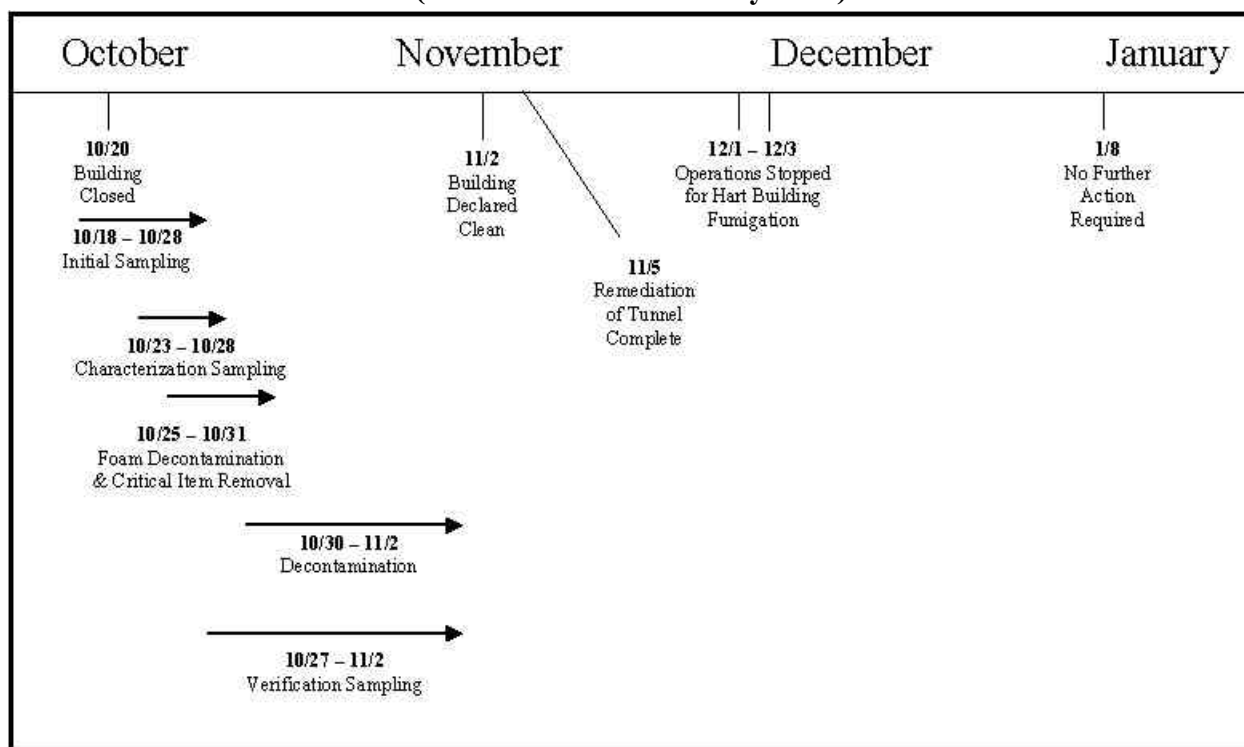 October November December January
10/20
Building
Closed
11/2
Building
Declared
Clean
12/1 – 12/3
Operations Stopped
for Hart Building
Fumigation
1/8
No Further
Action
Required
10/18 – 10/28
Initial Sampling
11/5
Remediation
of Tunnel
Complete
10/23 – 10/28
Characterization Sampling
10/25 – 10/31
Foam Decontamination
& Critical Item Removal
10/30 – 11/2
Decontamination
10/27 – 11/2
Verification Sampling